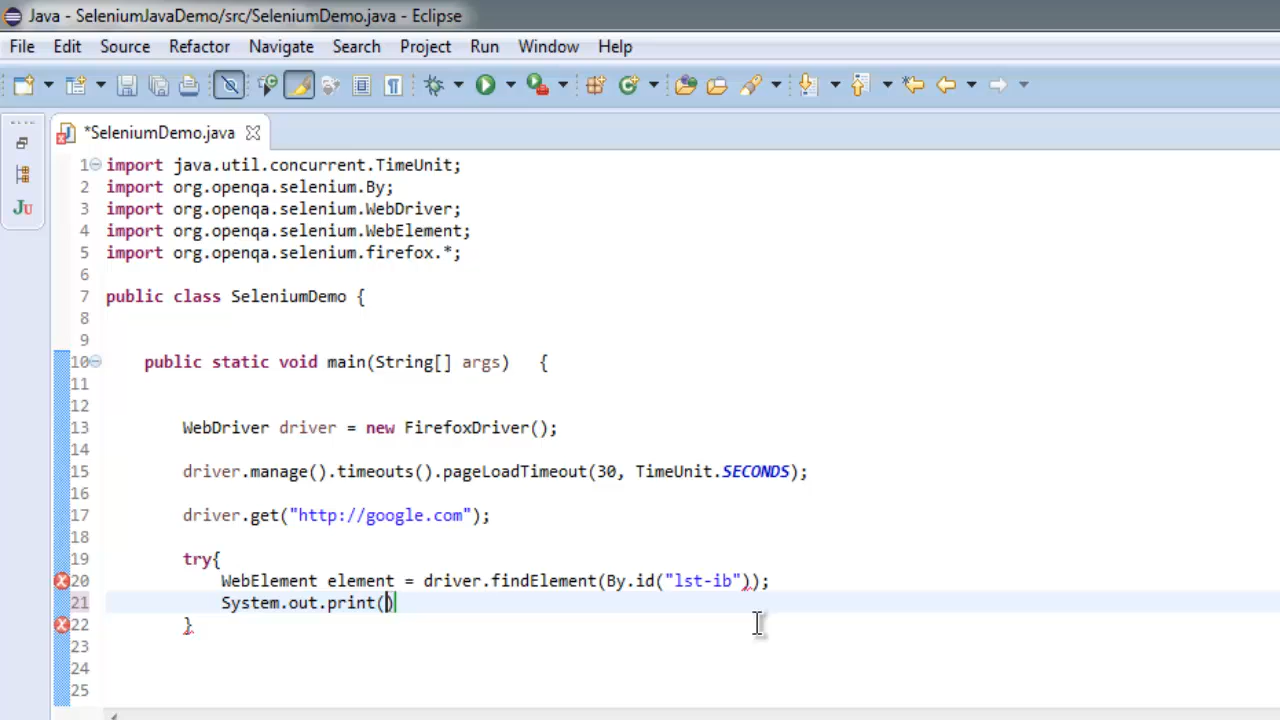 Java - SeleniumJavaDemo/src/SeleniumDemo.java - Eclipse
File Edit Source Refactor Navigate Search Project Run Window Help
*SeleniumDemo.java
1 import java.util.concurrent.TimeUnit;
2 import org.openqa.selenium.By;
3 import org.openqa.selenium.WebDriver;
4 import org.openqa.selenium.WebElement;
5 import org.openqa.selenium.firefox.*;
6
7 public class SeleniumDemo {
8
9
10 public static void main(String[] args) {
11
12
13 WebDriver driver = new FirefoxDriver();
14
15 driver.manage().timeouts().pageLoadTimeout(30, TimeUnit.SECONDS);
16
17 driver.get("http://google.com");
18
19 try{
20 WebElement element = driver.findElement(By.id("lst-ib"));
21 System.out.print()
22 }
23
24
25
Ju